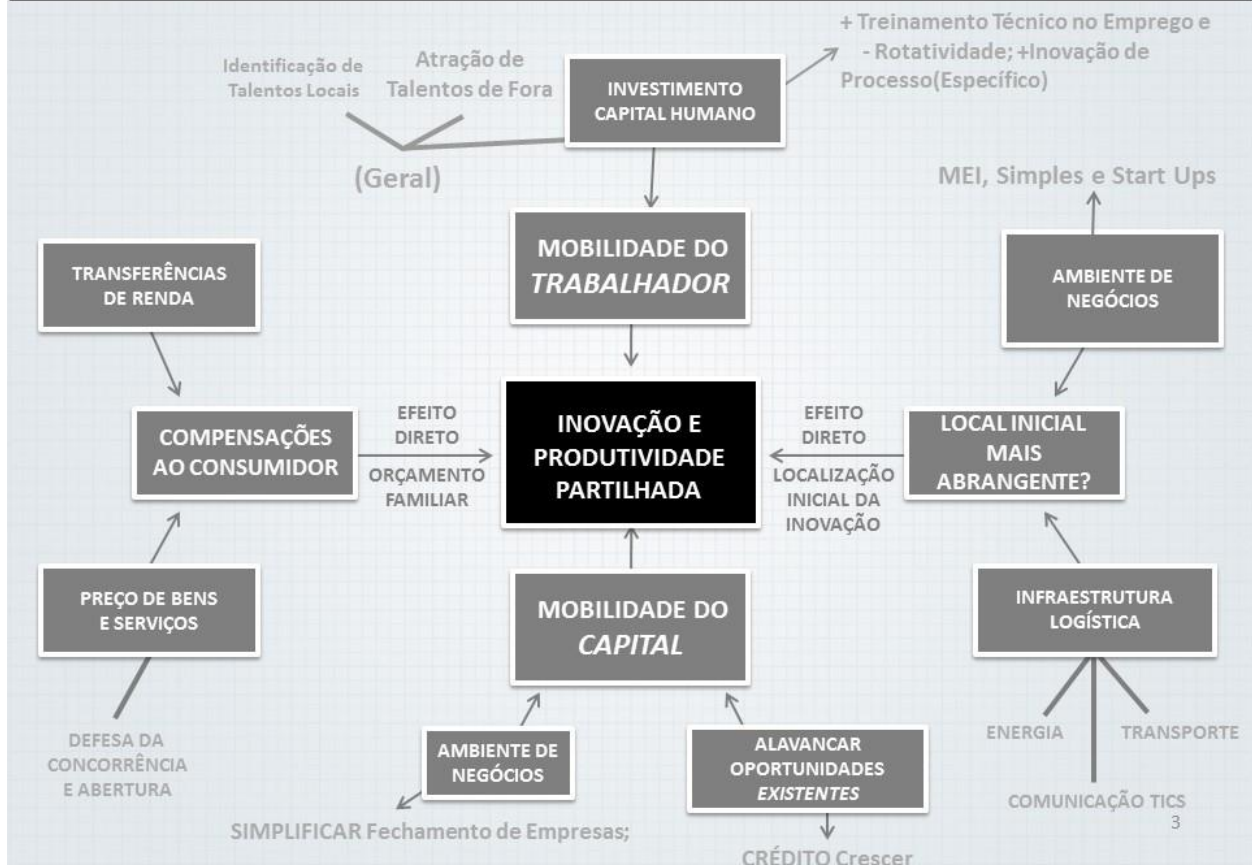 + Treinamento Técnico no Emprego e
- Rotatividade; +Inovação de
Processo(Específico)
Identificação de
Talentos Locais
Atração de
Talentos de Fora
INVESTIMENTO
CAPITAL HUMANO
(Geral)
MEI, Simples e Start Ups
MOBILIDADE DO
TRABALHADOR
TRANSFERÊNCIAS
DE RENDA
AMBIENTE DE
NEGÓCIOS
COMPENSAÇÕES
AO CONSUMIDOR
EFEITO
DIRETO
ORÇAMENTO
FAMILIAR
INOVAÇÃO E
PRODUTIVIDADE
PARTILHADA
EFEITO
DIRETO
LOCALIZAÇÃO
INICIAL DA
INOVAÇÃO
LOCAL INICIAL
MAIS
ABRANGENTE?
PREÇO DE BENS
E SERVIÇOS
MOBILIDADE DO
CAPITAL
INFRAESTRUTURA
LOGÍSTICA
DEFESA DA
CONCORRÊNCIA
E ABERTURA
AMBIENTE DE
NEGÓCIOS
ALAVANCAR
OPORTUNIDADES
EXISTENTES
ENERGIA
TRANSPORTE
COMUNICAÇÃO TICS
3
SIMPLIFICAR Fechamento de Empresas;
CRÉDITO Crescer